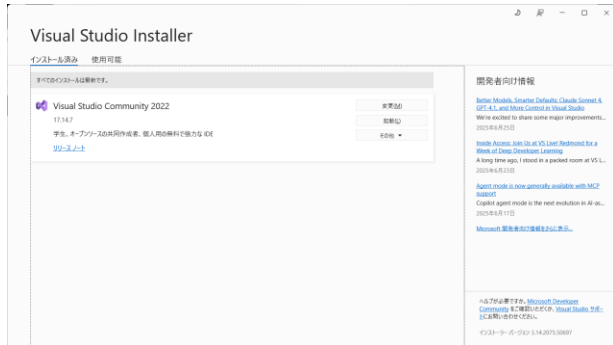 Visual Studio Installer
インストール済み 使用可能
すべてのインストールは最新です。
Visual Studio Community 2022
17.14.7
学生、オープンソースの共同作成者、個人用の無料で強力な IDE
リリース ノート
変更(M)
起動(L)
その他
開発者向け情報
Better Models, Smarter Defaults: Claude Sonnet 4,
GPT-4.1, and More Control in Visual Studio
We're excited to share some major improvements...
2025年6月25日
Inside Access: Join Us at VS Live! Redmond for a
Week of Deep Developer Learning
A long time ago, I stood in a packed room at VS L...
2025年6月23日
Agent mode is now generally available with MCP
support
Copilot agent mode is the next evolution in AI-as...
2025年6月17日
Microsoft 開発者向け情報をさらに表示...
ヘルプが必要ですか。Microsoft Developer
Community をご確認いただくか、Visual Studio サポー
トにお問い合わせください。
インストーラー バージョン 3.14.2075.50697